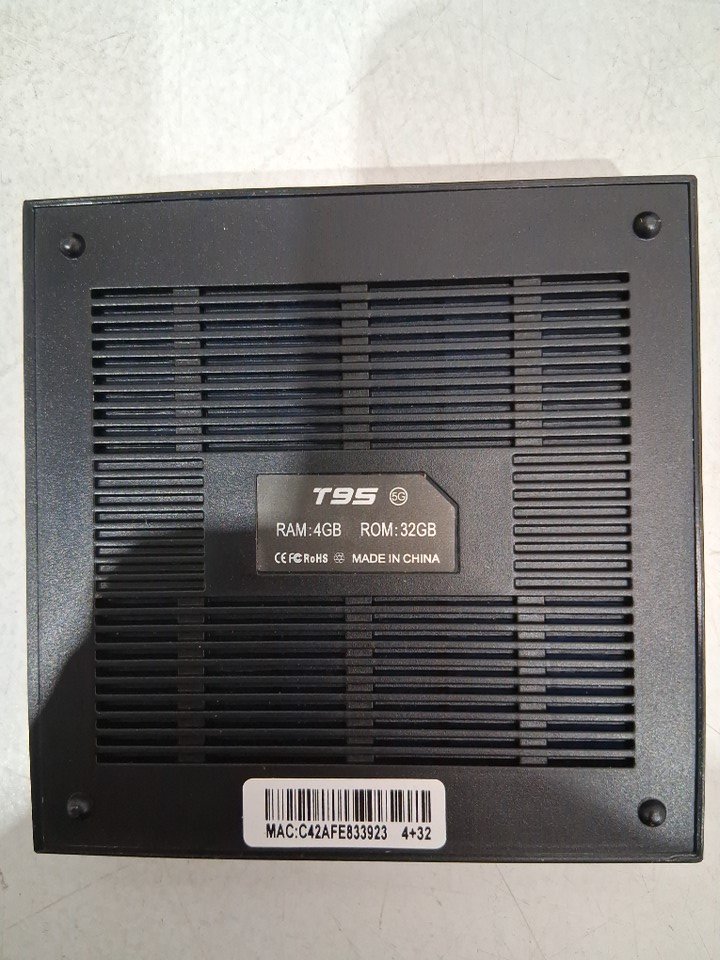 T95 5G
RAM:4GB ROM:32GB
CE FC RoHS MADE IN CHINA
MAC:C42AFE833923 4+32